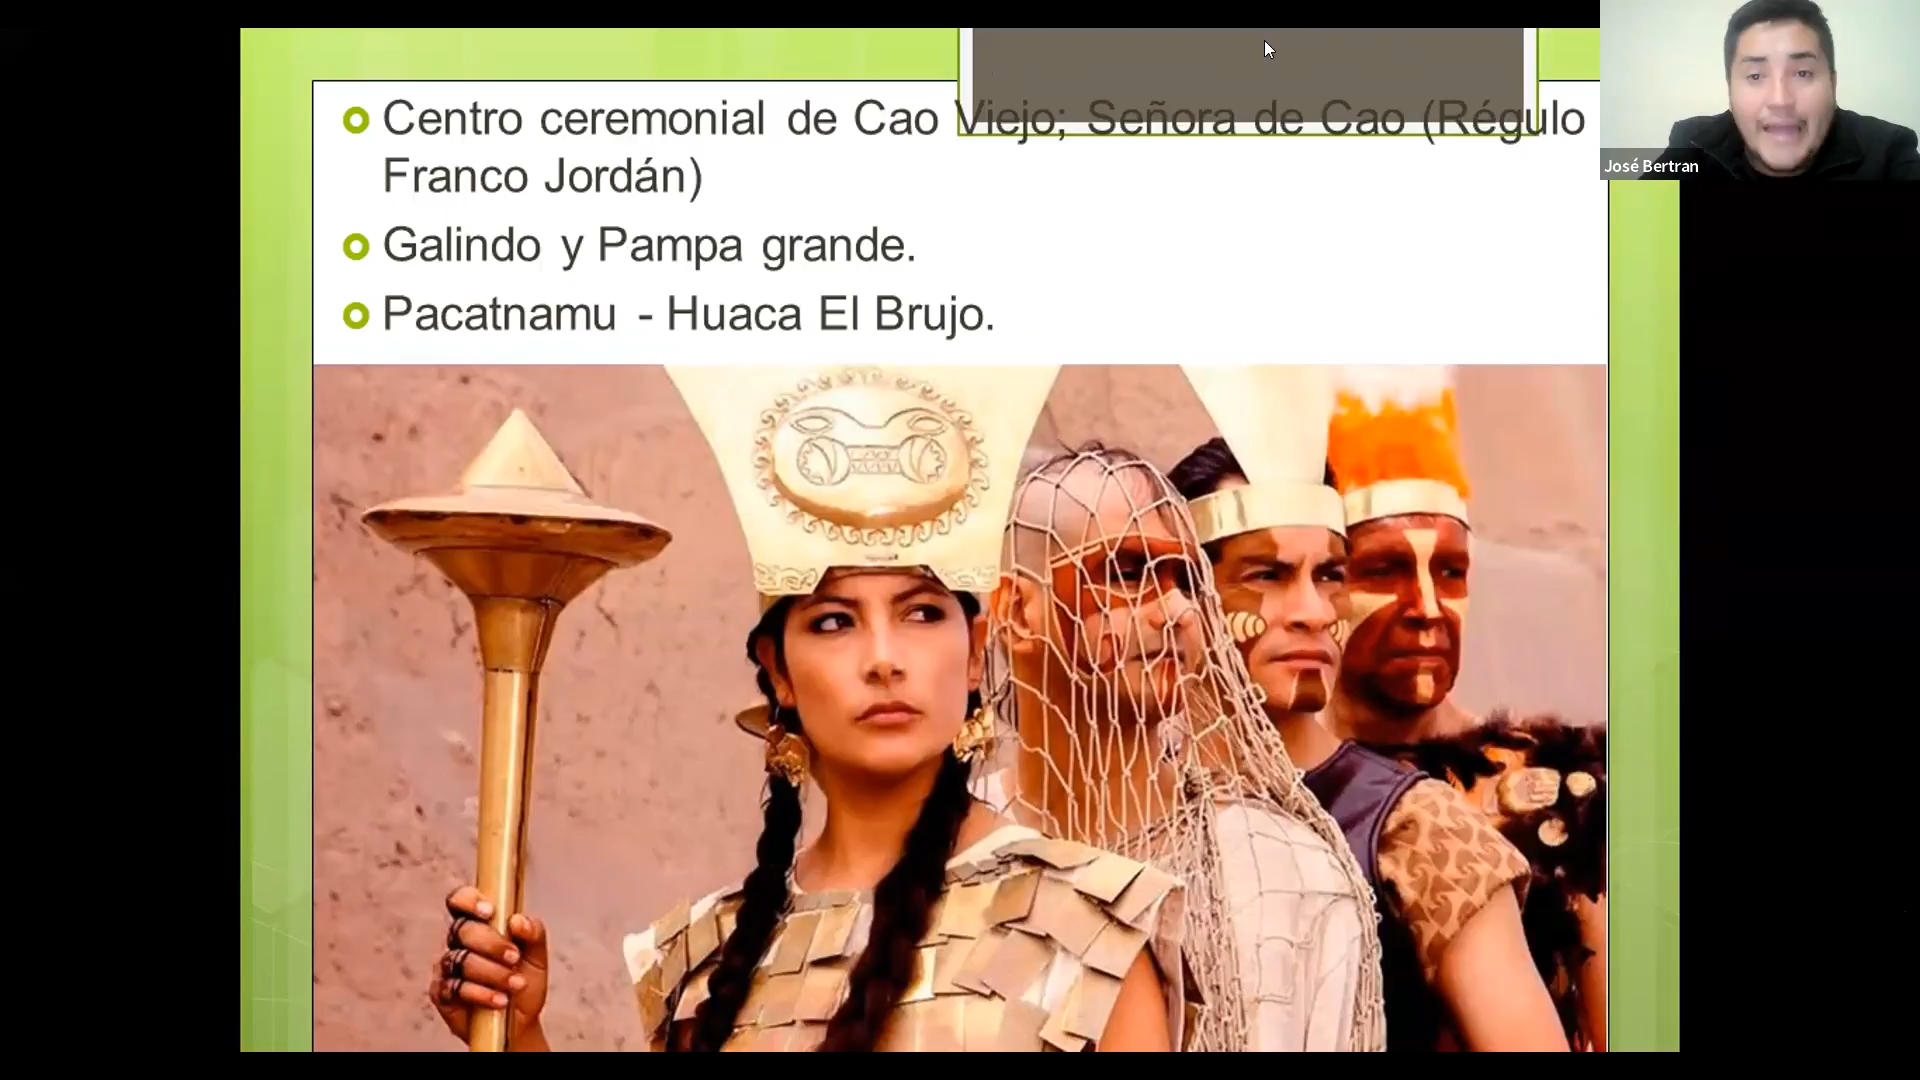 Centro ceremonial de Cao Viejo; Señora de Cao (Régulo
Franco Jordán)
Galindo y Pampa grande.
Pacatnamu - Huaca El Brujo.
José Bertran